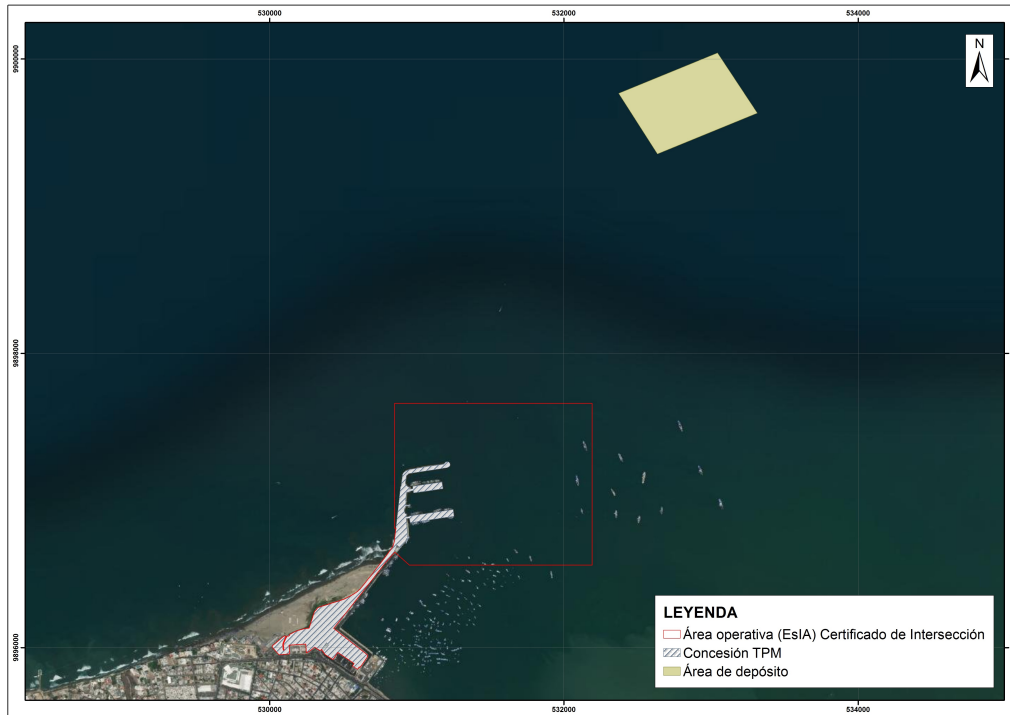 530000
532000
534000
9900000
N
9898000
9896000
LEYENDA
Área operativa (EsIA) Certificado de Intersección
Concesión TPM
Área de depósito
530000
532000
534000